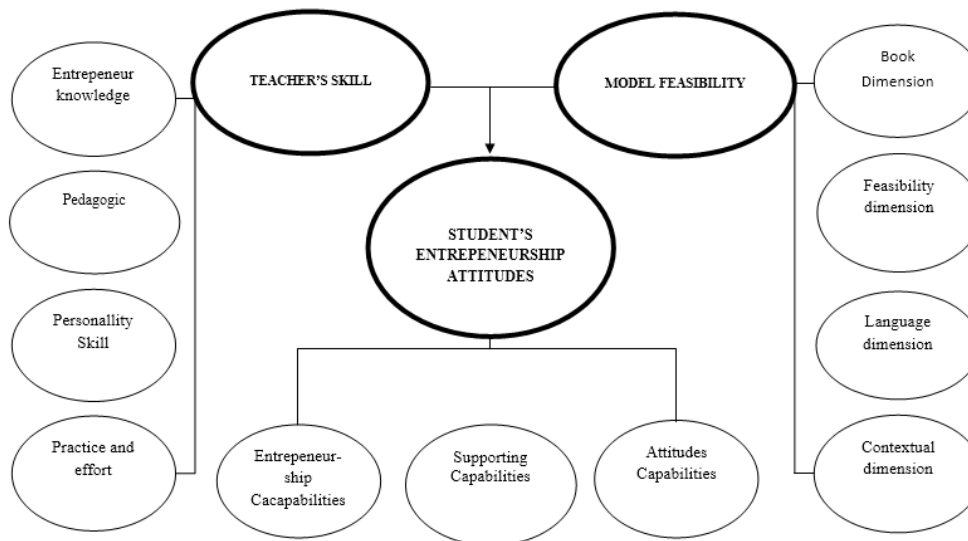 Entrepeneur
knowledge
Pedagogic
Personallity
Skill
Practice and
effort
TEACHER'S SKILL
MODEL FEASIBILITY
STUDENT'S
ENTREPENEURSHIP
ATTITUDES
Entrepeneur-
ship
Cacapabilities
Supporting
Capabilities
Attitudes
Capabilities
Book
Dimension
Feasibility
dimension
Language
dimension
Contextual
dimension